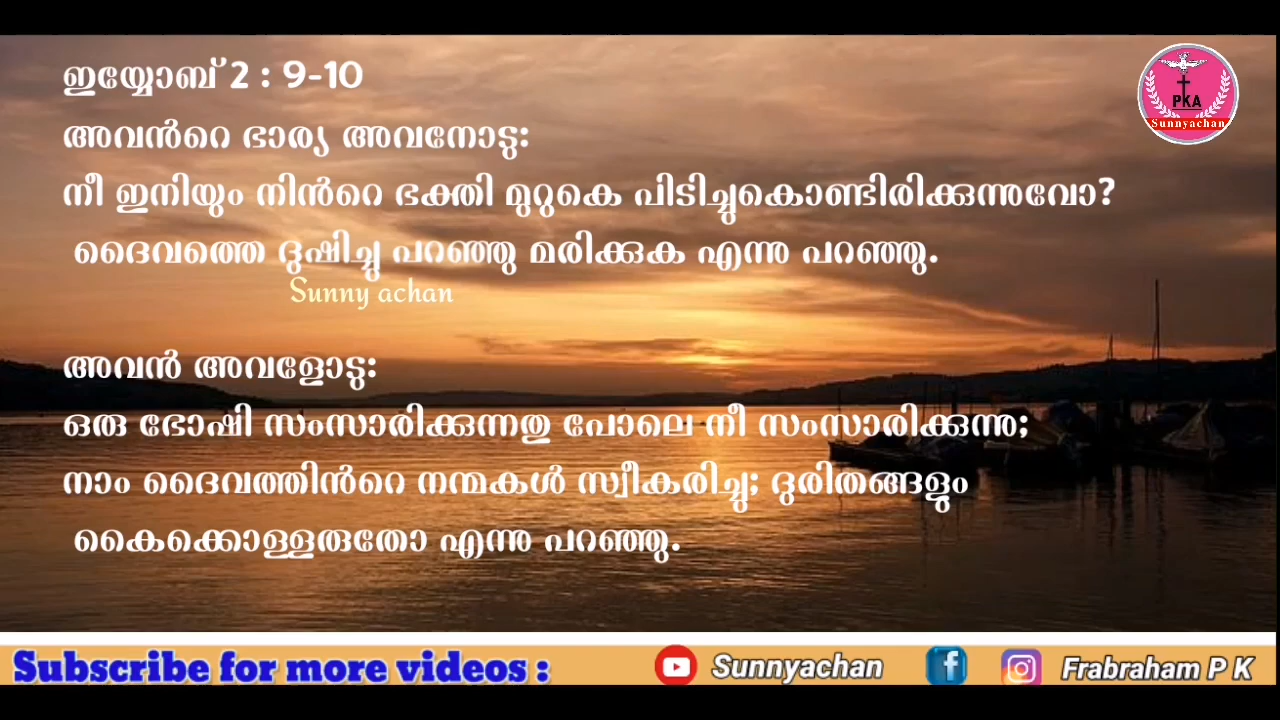 ഇയ്യോബ് 2 : 9-10
PKA
Sunnyachan
അവൻറെ ഭാര്യ അവനോടു:
നീ ഇനിയും നിൻറെ ഭക്തി മുറുകെ പിടിച്ചുകൊണ്ടിരിക്കുന്നുവോ?
ദൈവത്തെ ദുഷിച്ചു പറഞ്ഞു മരിക്കുക എന്നു പറഞ്ഞു.
Sunny achan
അവൻ അവളോടു:
ഒരു ഭോഷി സംസാരിക്കുന്നതു പോലെ നീ സംസാരിക്കുന്നു;
നാം ദൈവത്തിൻറെ നന്മകൾ സ്വീകരിച്ചു; ദുരിതങ്ങളും
കൈക്കൊള്ളരുതോ എന്നു പറഞ്ഞു.
Subscribe for more videos : Sunnyachan Frabraham P K